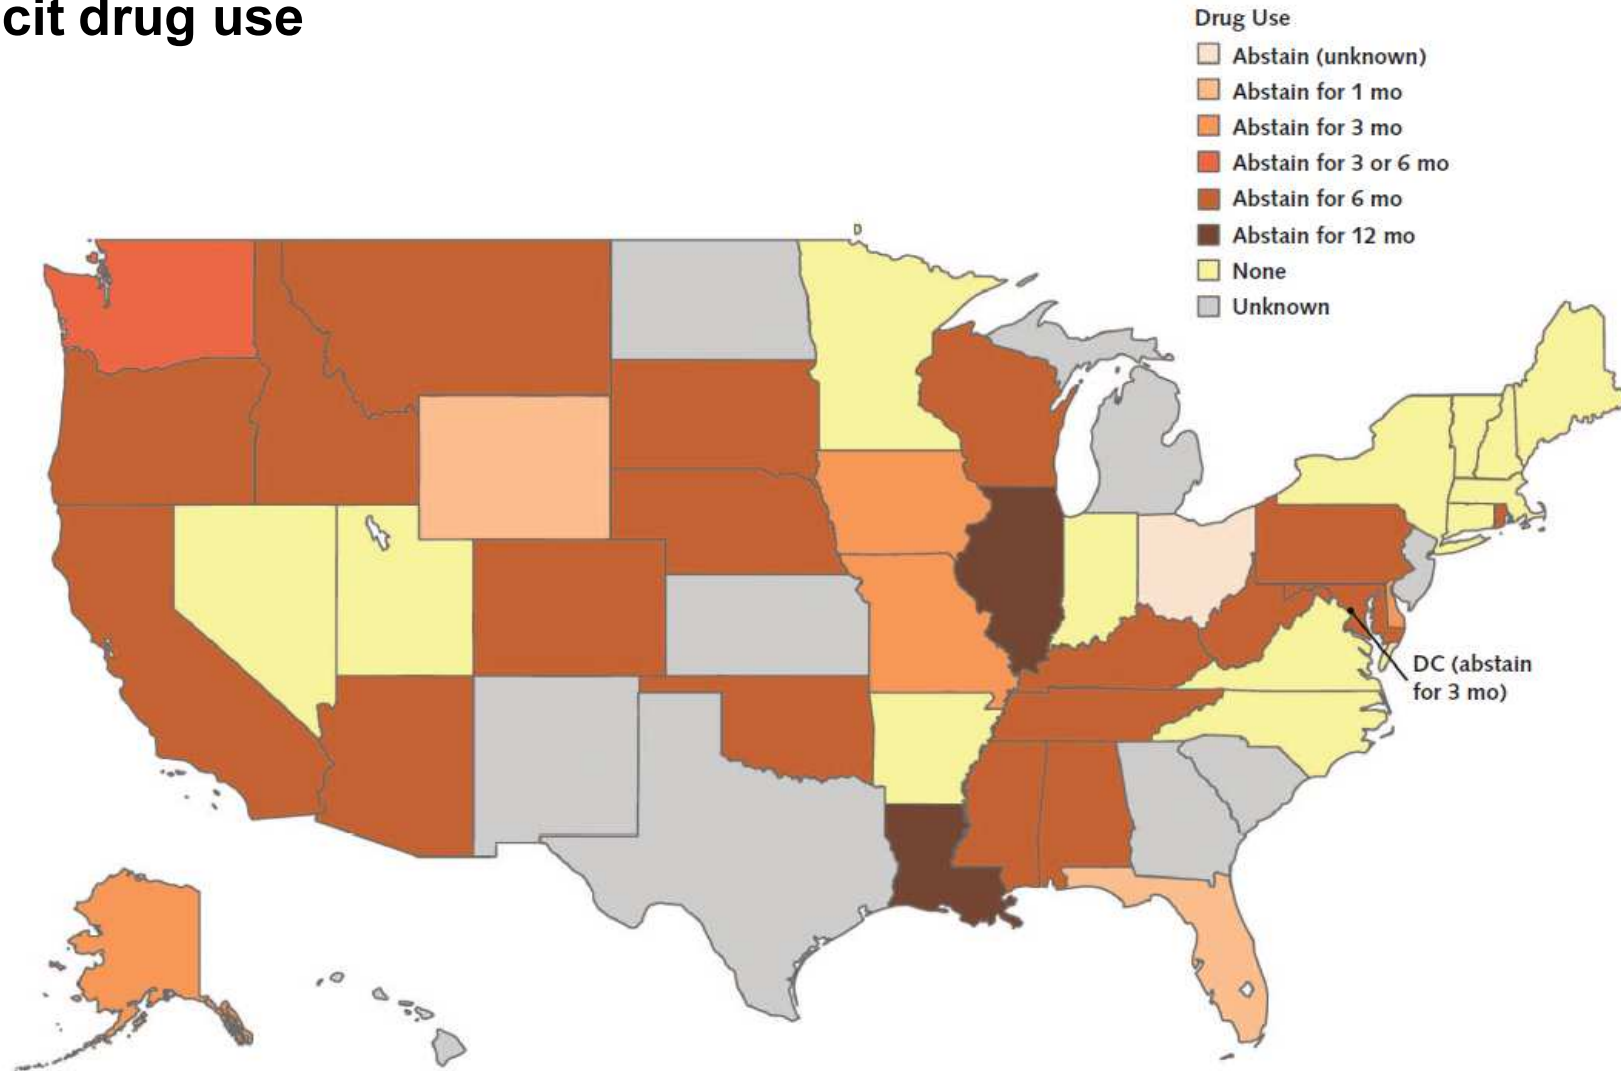 cit drug use
Drug Use
Abstain (unknown)
Abstain for 1 mo
Abstain for 3 mo
Abstain for 3 or 6 mo
Abstain for 6 mo
Abstain for 12 mo
None
Unknown
DC (abstain
for 3 mo)